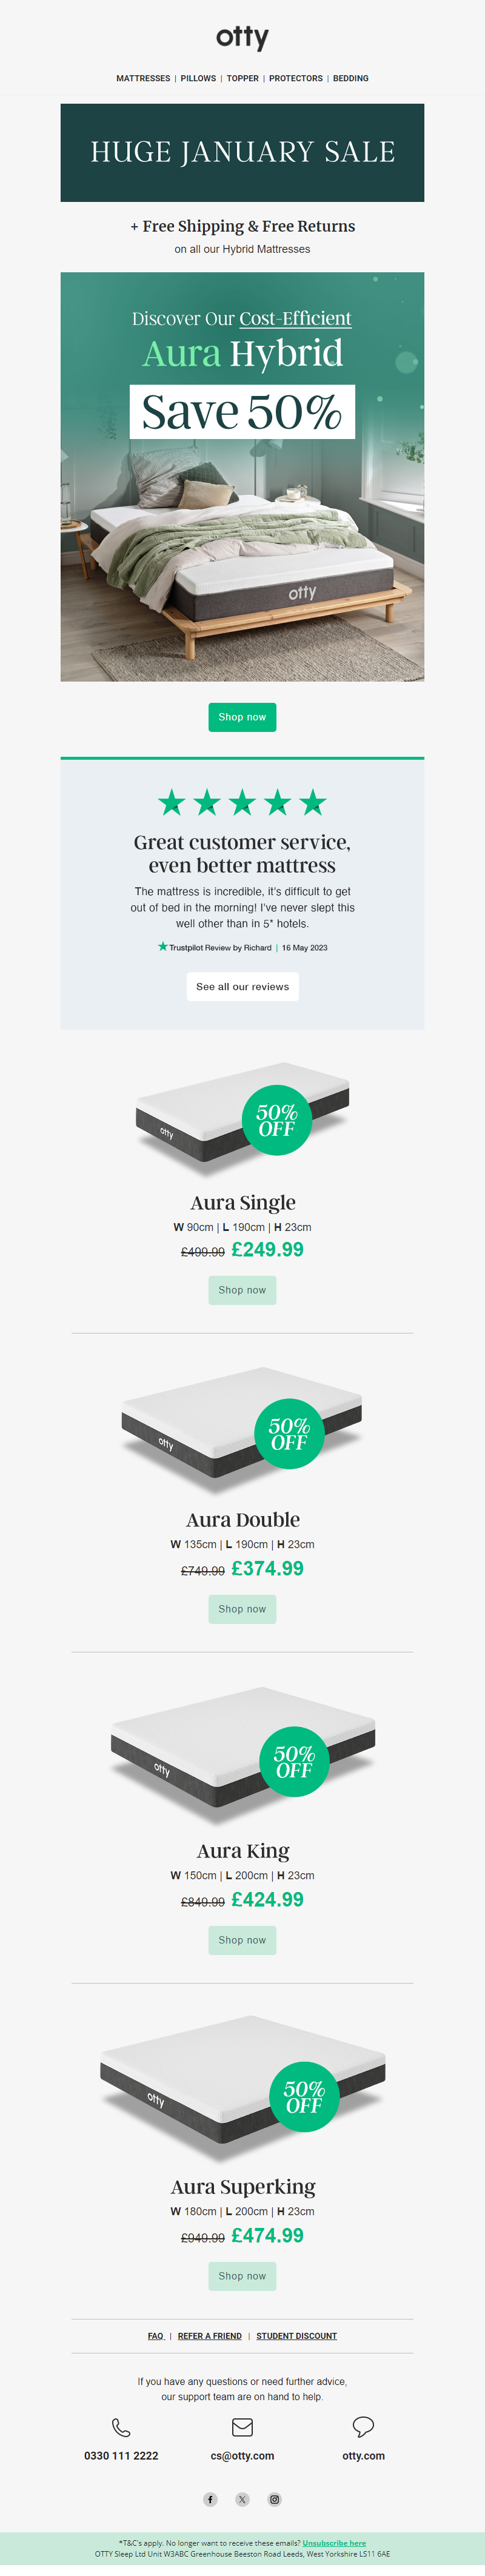 otty
MATTRESSES | PILLOWS | TOPPER | PROTECTORS | BEDDING
HUGE JANUARY SALE
+ Free Shipping & Free Returns
on all our Hybrid Mattresses
Discover Our Cost-Efficient
Aura Hybrid
Save 50%
otty
Shop now
Great customer service,
even better mattress
The mattress is incredible, it's difficult to get
out of bed in the morning! I've never slept this
well other than in 5* hotels.
Trustpilot Review by Richard | 16 May 2023
See all our reviews
50%
OFF
otty
Aura Single
W 90cm | L 190cm | H 23cm
£499.99 £249.99
Shop now
50%
OFF
otty
Aura Double
W 135cm | L 190cm | H 23cm
£749.99 £374.99
Shop now
50%
OFF
otty
Aura King
W 150cm | L 200cm | H 23cm
£849.99 £424.99
Shop now
50%
OFF
otty
Aura Superking
W 180cm | L 200cm | H 23cm
£949.99 £474.99
Shop now
FAQ | REFER A FRIEND | STUDENT DISCOUNT
If you have any questions or need further advice,
our support team are on hand to help.
0330 111 2222 cs@otty.com otty.com
*T&C's apply. No longer want to receive these emails? Unsubscribe here
OTTY Sleep Ltd Unit W3ABC Greenhouse Beeston Road Leeds, West Yorkshire LS11 6AE